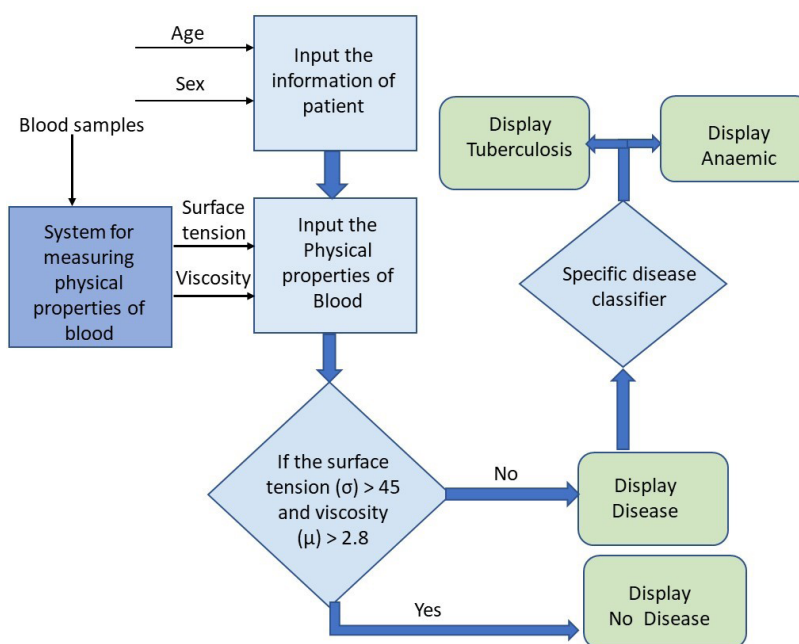 Age
Sex
Input the
information of
patient
Blood samples
System for
measuring
physical
properties of
blood
Surface
tension
Viscosity
Input the
Physical
properties of
Blood
If the surface
tension (σ) > 45
and viscosity
(μ) > 2.8
No
Yes
Display
Disease
Display
No Disease
Specific disease
classifier
Display
Tuberculosis
Display
Anaemic